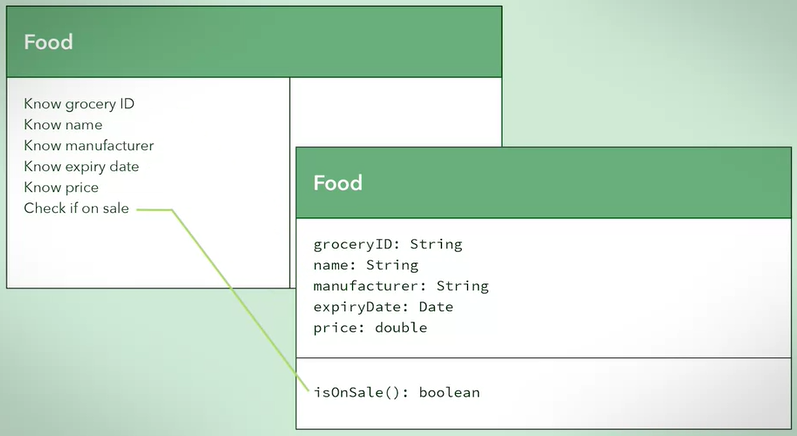 Food
Know grocery ID
Know name
Know manufacturer
Know expiry date
Know price
Check if on sale
Food
groceryID: String
name: String
manufacturer: String
expiryDate: Date
price: double
isOnSale(): boolean